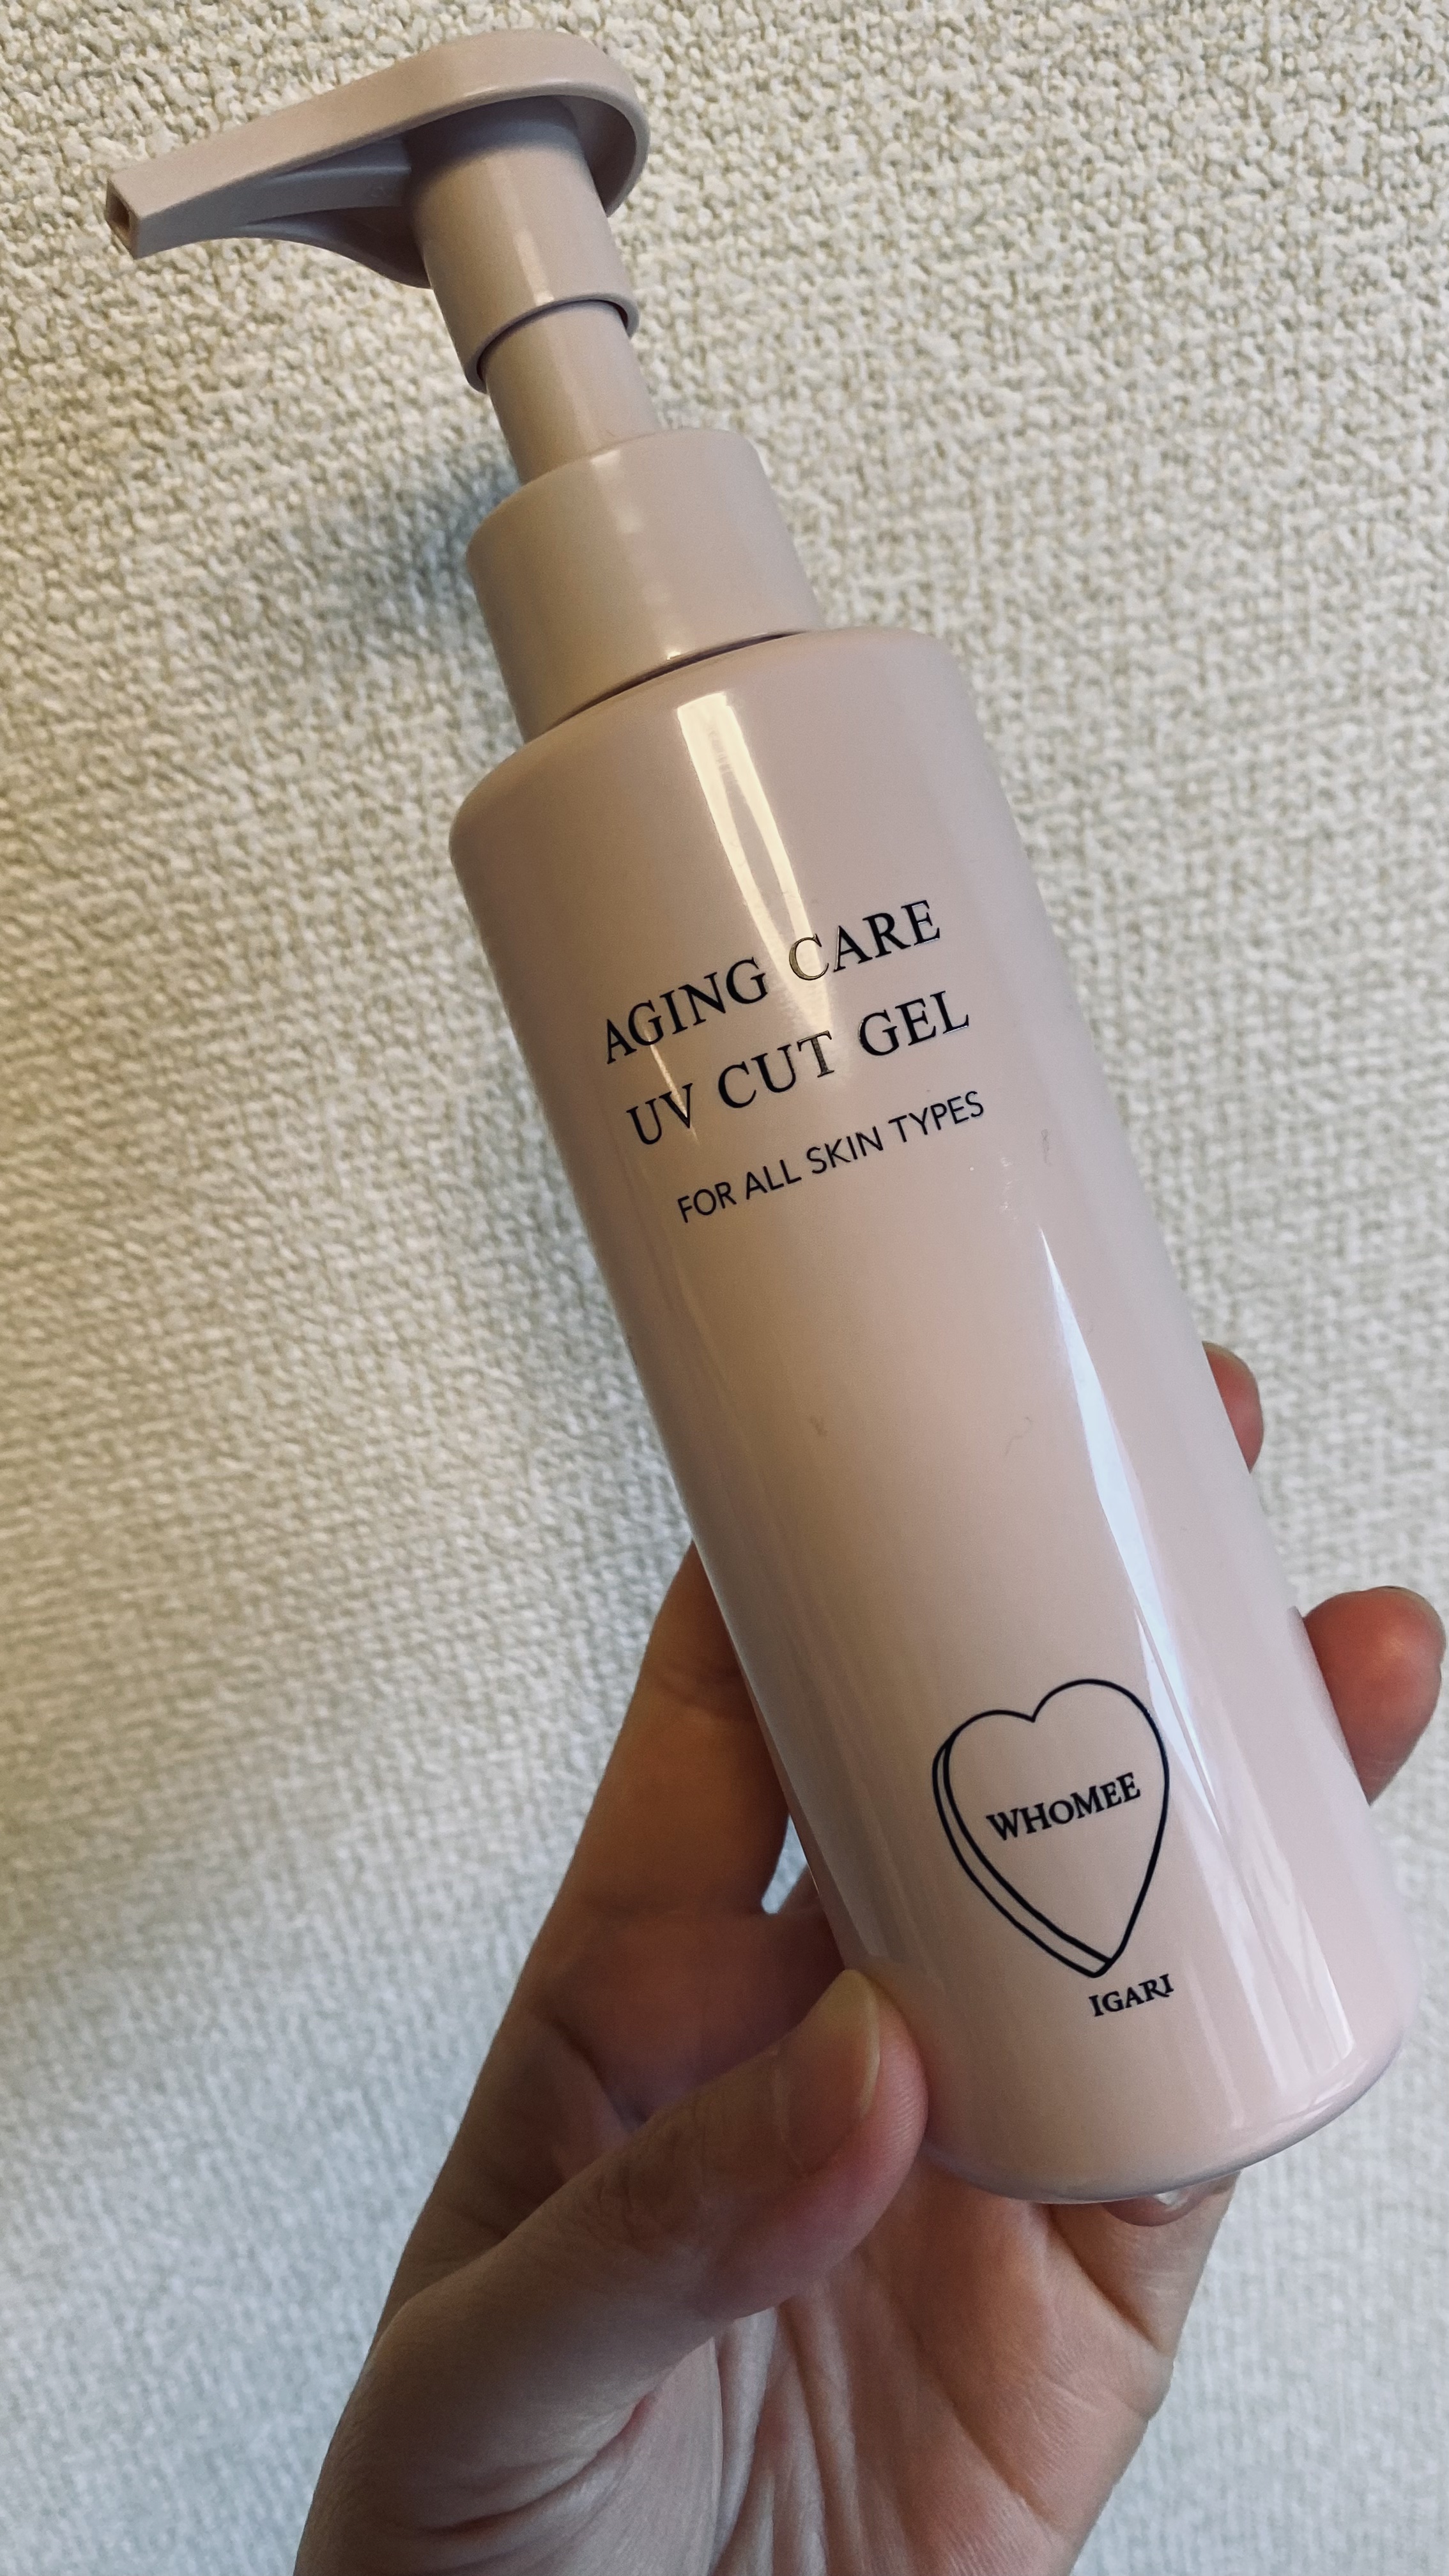 AGING CARE
UV CUT GEL
FOR ALL SKIN TYPES
WHOMEE
IGARI